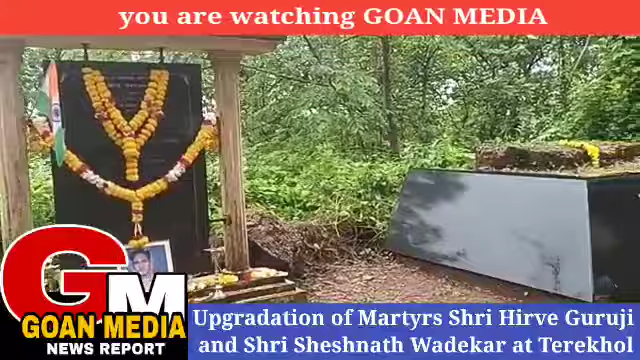 you are watching GOAN MEDIA
GM
GOAN MEDIA
NEWS REPORT
Upgradation of Martyrs Shri Hirve Guruji
and Shri Sheshnath Wadekar at Terekhol